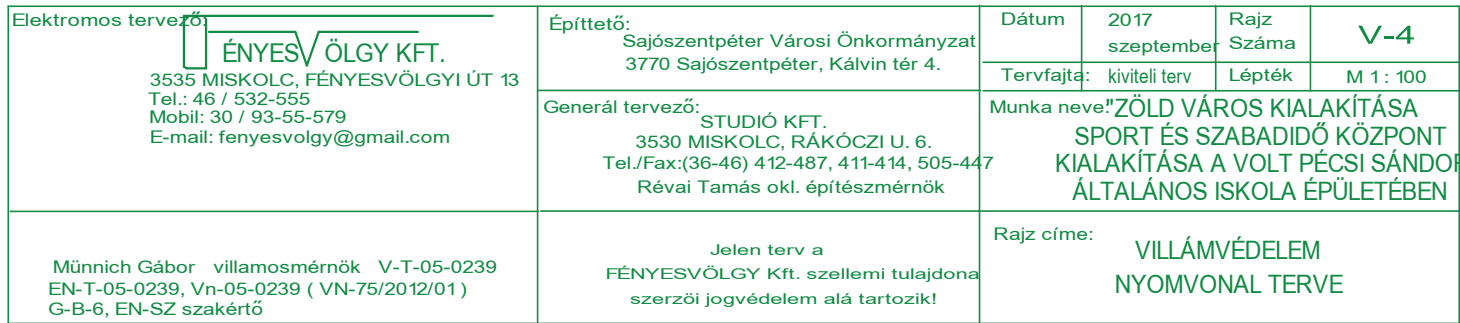 Elektromos tervező:
ÉNYESVÖLGY KFT.
3535 MISKOLC, FÉNYESVÖLGYI ÚT 13
Tel.: 46 / 532-555
Mobil: 30 / 93-55-579
E-mail: fenyesvolgy@gmail.com
Münnich Gábor villamosmérnök V-T-05-0239
EN-T-05-0239, Vn-05-0239 ( VN-75/2012/01 )
G-B-6, EN-SZ szakértő
Építtető:
Sajószentpéter Városi Önkormányzat
3770 Sajószentpéter, Kálvin tér 4.
Generál tervező:
STUDIÓ KFT.
3530 MISKOLC, RÁKÓCZI U. 6.
Tel./Fax:(36-46) 412-487, 411-414, 505-447
Révai Tamás okl. építészmérnök
Jelen terv a
FÉNYESVÖLGY Kft. szellemi tulajdona
szerzöi jogvédelem alá tartozik!
Dátum 2017 szeptember
Rajz Száma V-4
Tervfajta: kiviteli terv
Lépték M 1 : 100
Munka neve:"ZÖLD VÁROS KIALAKÍTÁSA
SPORT ÉS SZABADIDŐ KÖZPONT
KIALAKÍTÁSA A VOLT PÉCSI SÁNDOR
ÁLTALÁNOS ISKOLA ÉPÜLETÉBEN
Rajz címe:
VILLÁMVÉDELEM
NYOMVONAL TERVE